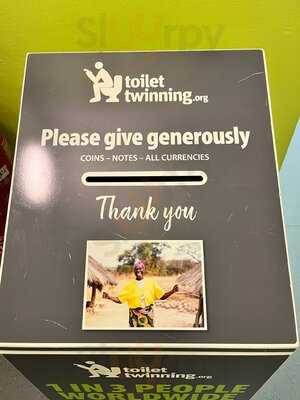 Slurrpy
toilet
twinning.org
Please give generously
COINS – NOTES – ALL CURRENCIES
Thank you
toilet
twinning.org
1 IN 3 PEOPLE
WORLDWIDE